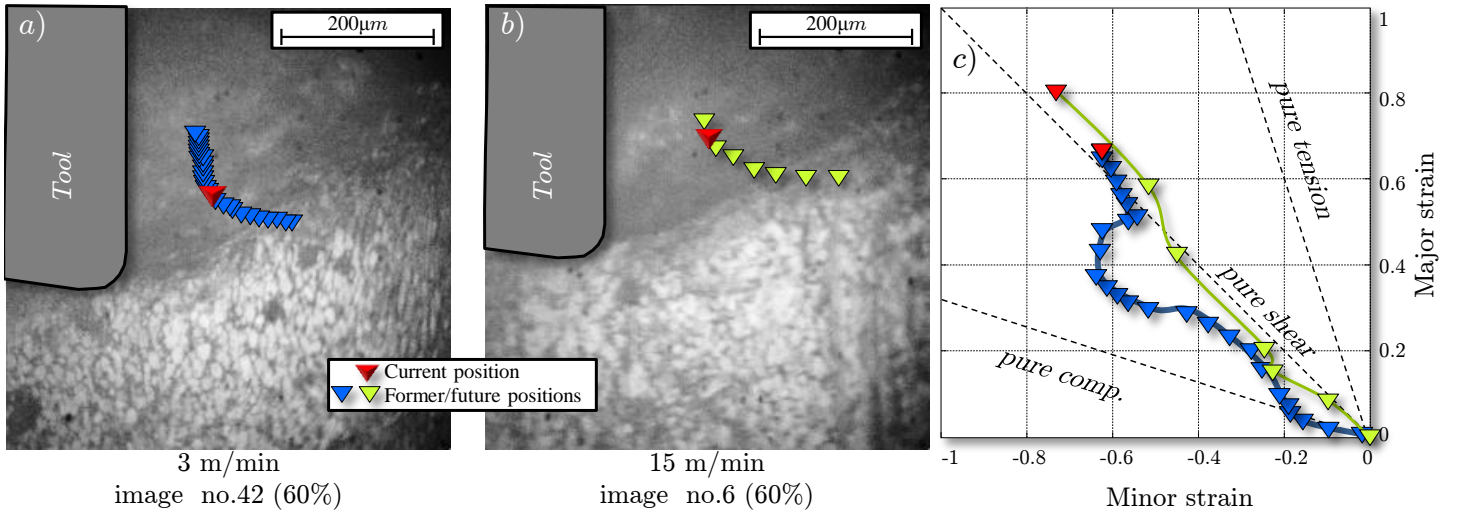 a)
200μm
Tool
3 m/min
image no.42 (60%)
b)
200μm
Tool
15 m/min
image no.6 (60%)
Current position
Former/future positions
c)
pure tension
pure shear
pure comp.
1
0.8
0.6
0.4
0.2
0
Major strain
-1 -0.8 -0.6 -0.4 -0.2 0
Minor strain